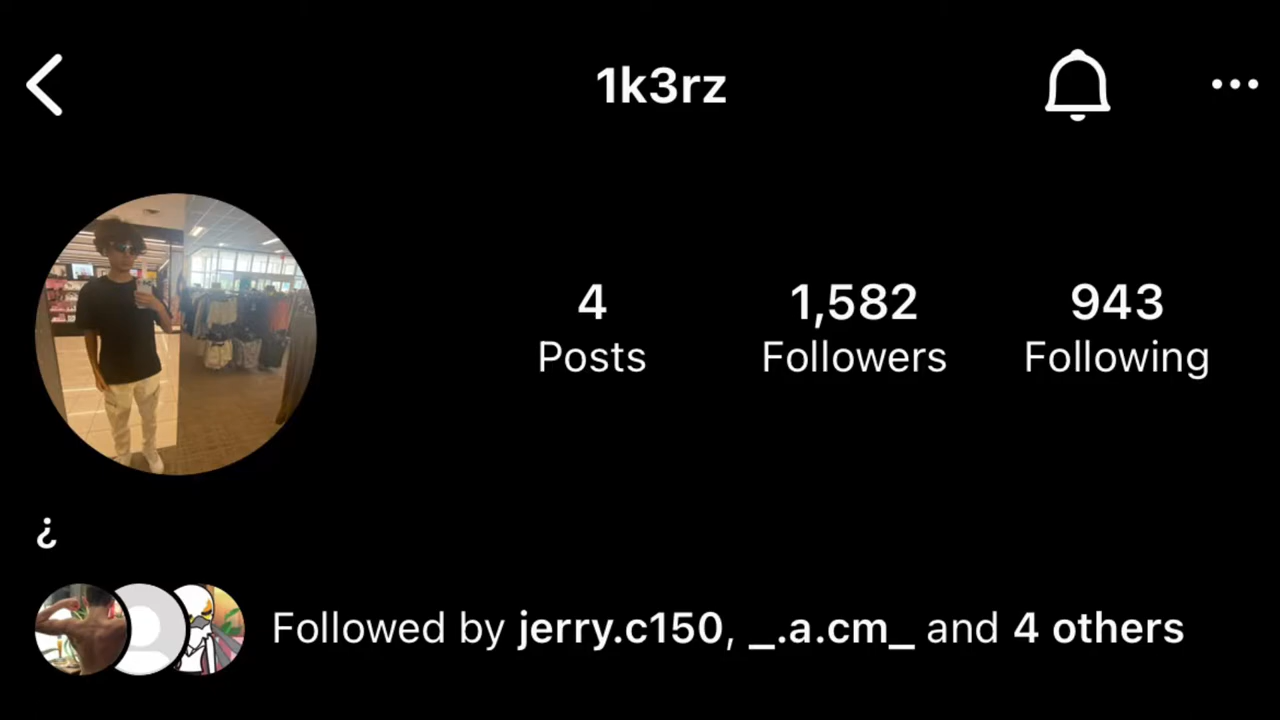 1k3rz
4 1,582 943
Posts Followers Following
¿
Followed by jerry.c150, _.a.cm_ and 4 others